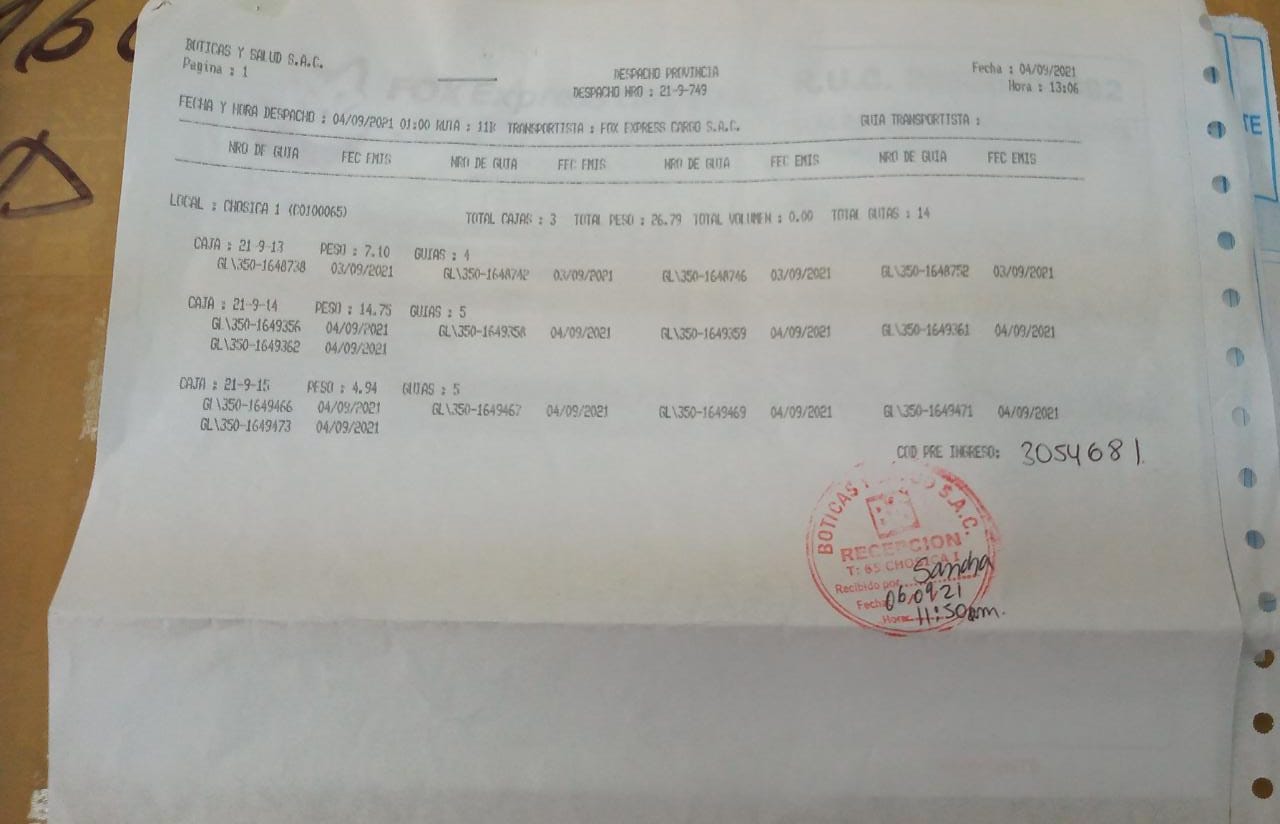 BOTICAS Y SALUD S.A.C.
Pagina : 1
DESPACHO PROVINCIA
DESPACHO NRO : 21-9-749
Fecha : 04/09/2021
Hora : 13:06
FECHA Y HORA DESPACHO : 04/09/2021 01:00 RUTA : 11K TRANSPORTISTA : FOX EXPRESS CARGO S.A.C. GUIA TRANSPORTISTA :
NRO DE GUIA FEC EMIS NRO DE GUIA FEC EMIS NRO DE GUIA FEC EMIS NRO DE GUIA FEC EMIS
LOCAL : CHOSICA 1 (C0100065) TOTAL CAJAS : 3 TOTAL PESO : 26.79 TOTAL VOLUMEN : 0.00 TOTAL GUIAS : 14
CAJA : 21-9-13 PESO : 7.10 GUIAS : 4
GL\350-1648738 03/09/2021 GL\350-1648742 03/09/2021 GL\350-1648746 03/09/2021 GL\350-1648752 03/09/2021
CAJA : 21-9-14 PESO : 14.75 GUIAS : 5
GL\350-1649356 04/09/2021 GL\350-1649358 04/09/2021 GL\350-1649359 04/09/2021 GL\350-1649361 04/09/2021
GL\350-1649362 04/09/2021
CAJA : 21-9-15 PESO : 4.94 GUIAS : 5
GL\350-1649466 04/09/2021 GL\350-1649467 04/09/2021 GL\350-1649469 04/09/2021 GL\350-1649471 04/09/2021
GL\350-1649473 04/09/2021
COD PRE INGRESO: 3054681
BOTICAS Y S.A.C.
RECEPCION
T: 65 CHOSICA I
Recibido por Sandra
Fecha 06/09/21
Hora: 11:50am.
TE